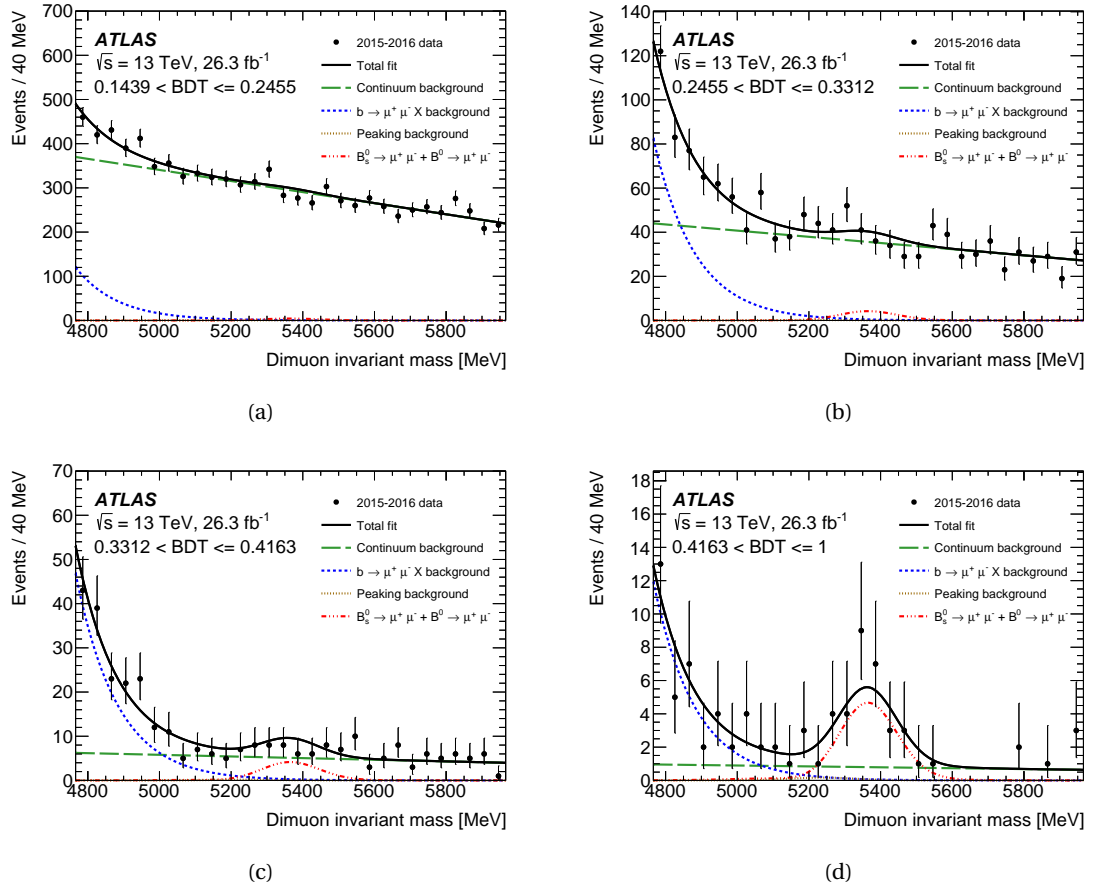 Events / 40 MeV
700
600
500
400
300
200
100
0
ATLAS
√s = 13 TeV, 26.3 fb⁻¹
0.1439 < BDT <= 0.2455
2015-2016 data
Total fit
Continuum background
b → μ⁺ μ⁻ X background
Peaking background
B⁰ₛ → μ⁺ μ⁻ + B⁰ → μ⁺ μ⁻
4800 5000 5200 5400 5600 5800
Dimuon invariant mass [MeV]
(a)
Events / 40 MeV
140
120
100
80
60
40
20
0
ATLAS
√s = 13 TeV, 26.3 fb⁻¹
0.2455 < BDT <= 0.3312
2015-2016 data
Total fit
Continuum background
b → μ⁺ μ⁻ X background
Peaking background
B⁰ₛ → μ⁺ μ⁻ + B⁰ → μ⁺ μ⁻
4800 5000 5200 5400 5600 5800
Dimuon invariant mass [MeV]
(b)
Events / 40 MeV
70
60
50
40
30
20
10
0
ATLAS
√s = 13 TeV, 26.3 fb⁻¹
0.3312 < BDT <= 0.4163
2015-2016 data
Total fit
Continuum background
b → μ⁺ μ⁻ X background
Peaking background
B⁰ₛ → μ⁺ μ⁻ + B⁰ → μ⁺ μ⁻
4800 5000 5200 5400 5600 5800
Dimuon invariant mass [MeV]
(c)
Events / 40 MeV
18
16
14
12
10
8
6
4
2
0
ATLAS
√s = 13 TeV, 26.3 fb⁻¹
0.4163 < BDT <= 1
2015-2016 data
Total fit
Continuum background
b → μ⁺ μ⁻ X background
Peaking background
B⁰ₛ → μ⁺ μ⁻ + B⁰ → μ⁺ μ⁻
4800 5000 5200 5400 5600 5800
Dimuon invariant mass [MeV]
(d)